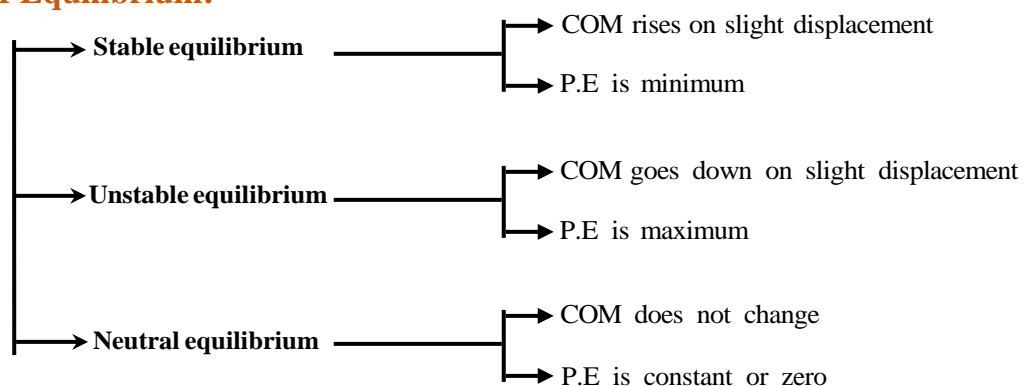 Equilibrium:
COM rises on slight displacement
Stable equilibrium
P.E is minimum
COM goes down on slight displacement
Unstable equilibrium
P.E is maximum
COM does not change
Neutral equilibrium
P.E is constant or zero